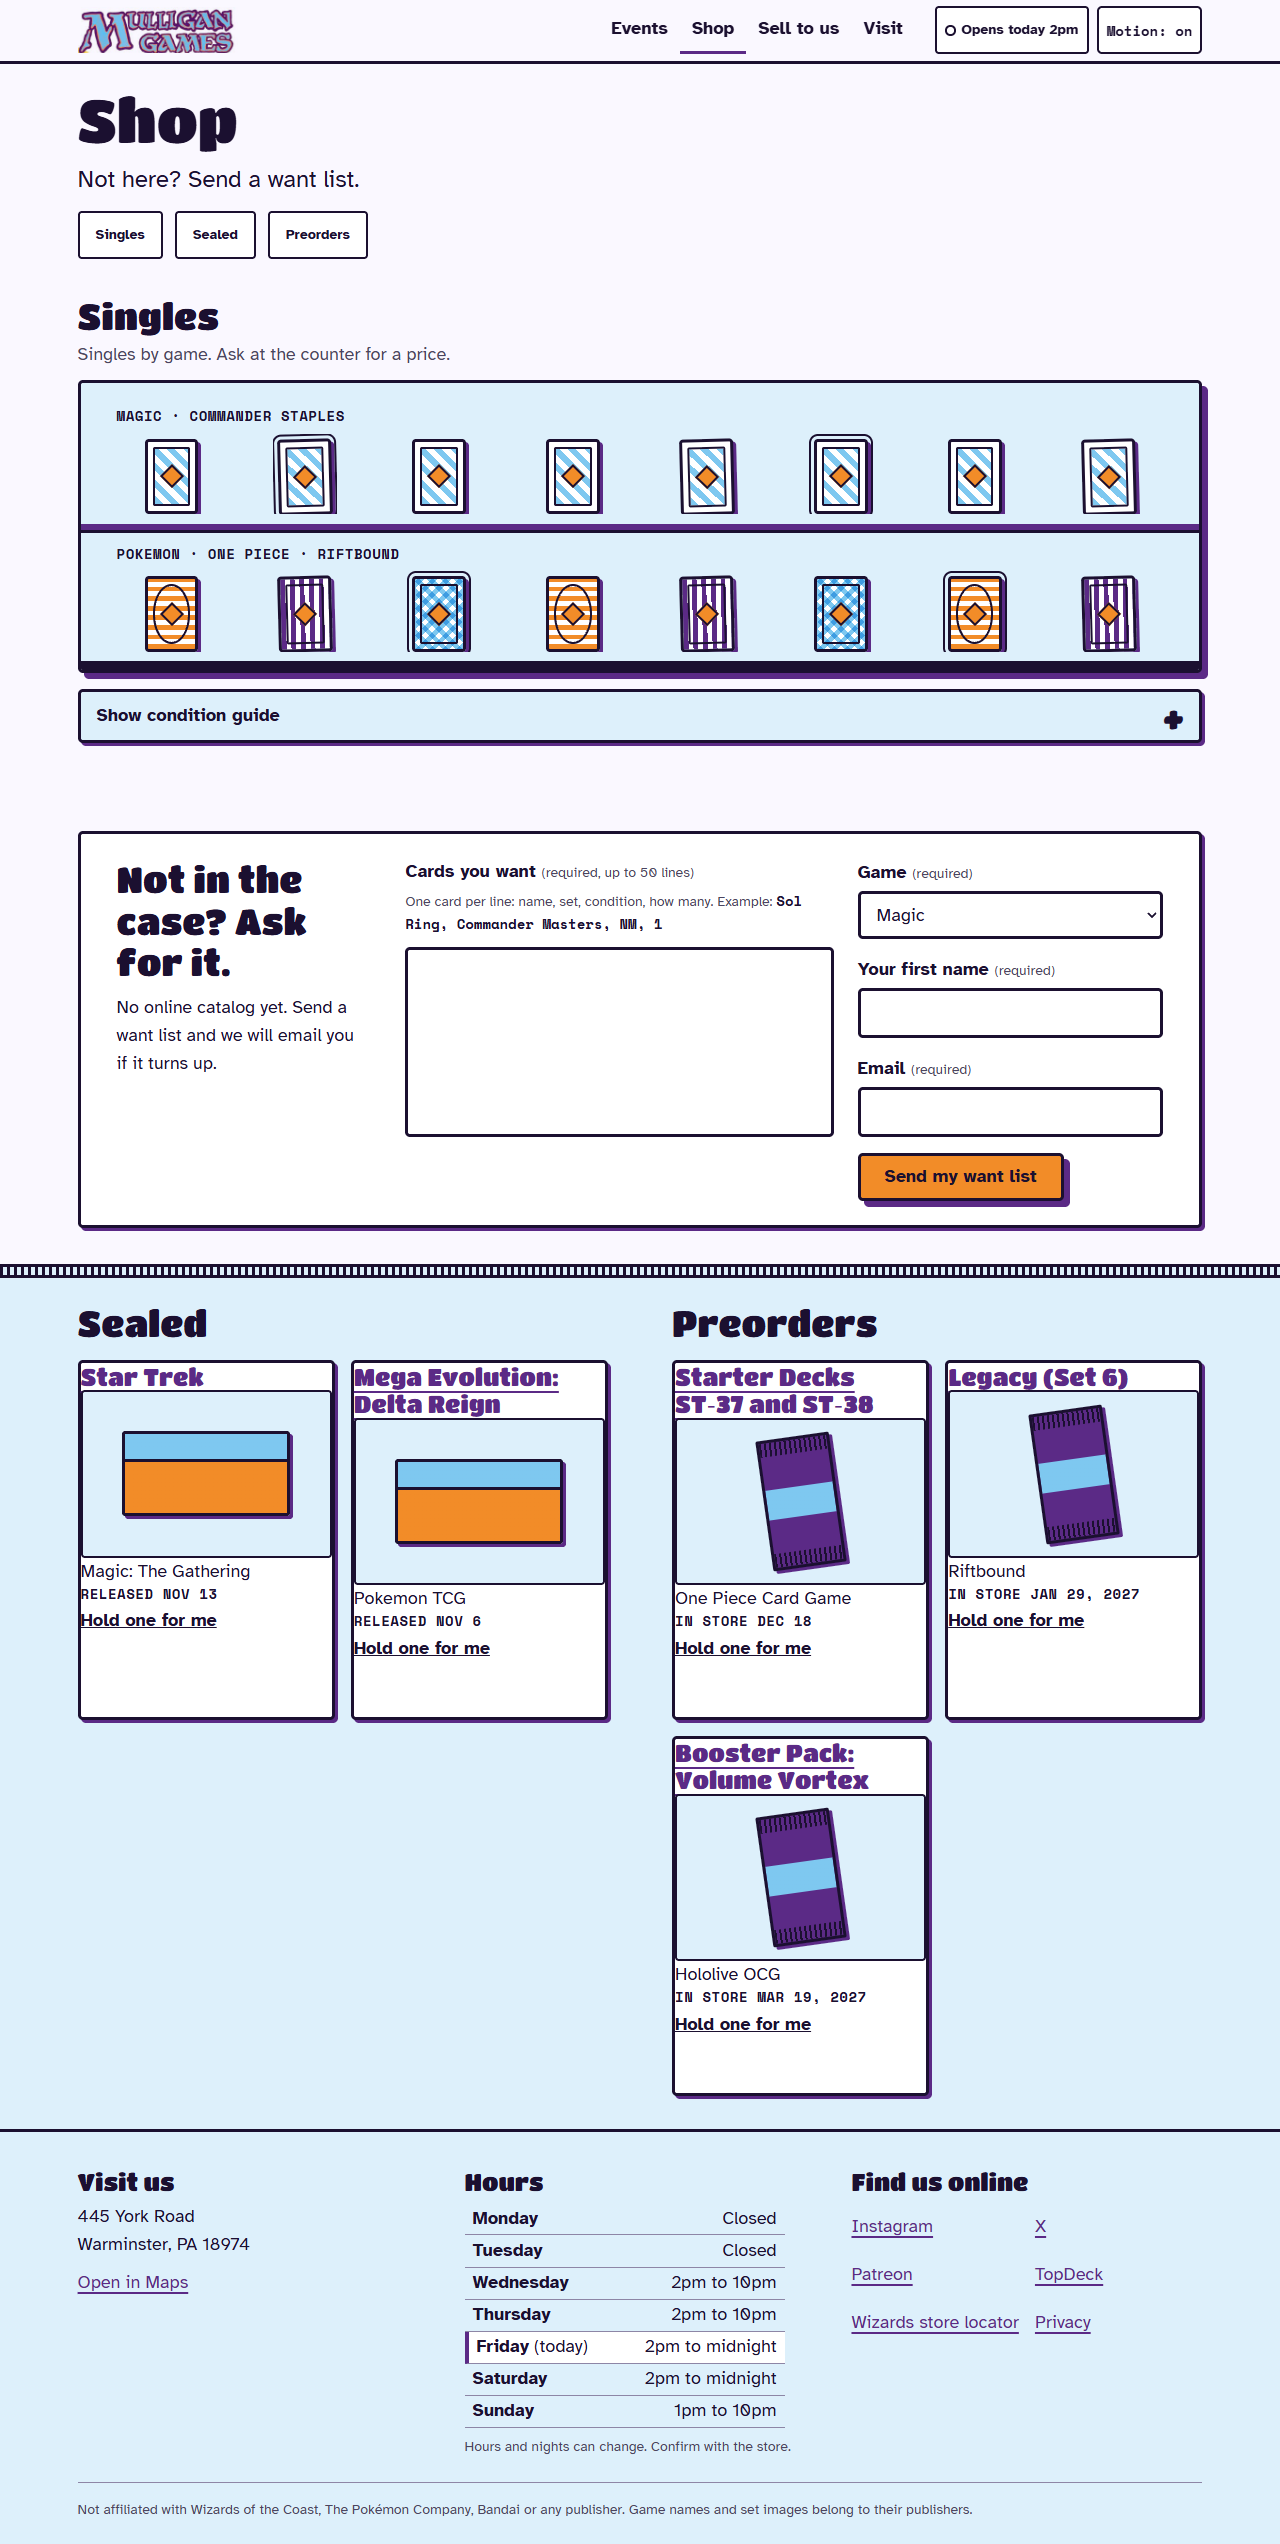 MULLIGAN GAMES
Events Shop Sell to us Visit Opens today 2pm Motion: on
Shop
Not here? Send a want list.
Singles Sealed Preorders
Singles
Singles by game. Ask at the counter for a price.
MAGIC · COMMANDER STAPLES
POKEMON · ONE PIECE · RIFTBOUND
Show condition guide
Not in the
case? Ask
for it.
No online catalog yet. Send a
want list and we will email you
if it turns up.
Cards you want (required, up to 50 lines)
One card per line: name, set, condition, how many. Example: Sol
Ring, Commander Masters, NM, 1
Game (required)
Magic
Your first name (required)
Email (required)
Send my want list
Sealed
Star Trek
Magic: The Gathering
RELEASED NOV 13
Hold one for me
Mega Evolution:
Delta Reign
Pokemon TCG
RELEASED NOV 6
Hold one for me
Preorders
Starter Decks
ST-37 and ST-38
One Piece Card Game
IN STORE DEC 18
Hold one for me
Legacy (Set 6)
Riftbound
IN STORE JAN 29, 2027
Hold one for me
Booster Pack:
Volume Vortex
Hololive OCG
IN STORE MAR 19, 2027
Hold one for me
Visit us
445 York Road
Warminster, PA 18974
Open in Maps
Hours
Monday Closed
Tuesday Closed
Wednesday 2pm to 10pm
Thursday 2pm to 10pm
Friday (today) 2pm to midnight
Saturday 2pm to midnight
Sunday 1pm to 10pm
Hours and nights can change. Confirm with the store.
Find us online
Instagram X
Patreon TopDeck
Wizards store locator Privacy
Not affiliated with Wizards of the Coast, The Pokémon Company, Bandai or any publisher. Game names and set images belong to their publishers.